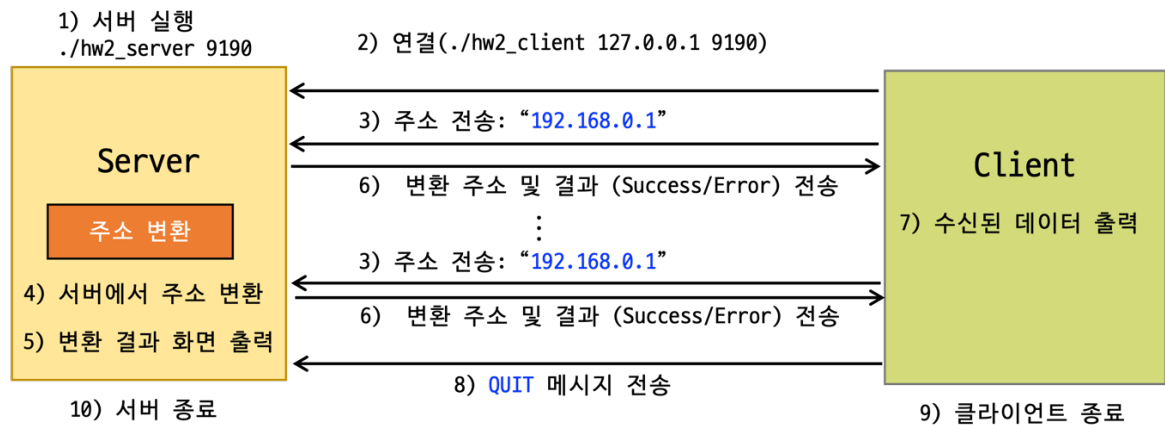 1) 서버 실행
./hw2_server 9190
2) 연결(./hw2_client 127.0.0.1 9190)
3) 주소 전송: “192.168.0.1”
Server
Client
6) 변환 주소 및 결과 (Success/Error) 전송
주소 변환
7) 수신된 데이터 출력
⋮
3) 주소 전송: “192.168.0.1”
4) 서버에서 주소 변환
6) 변환 주소 및 결과 (Success/Error) 전송
5) 변환 결과 화면 출력
8) QUIT 메시지 전송
10) 서버 종료
9) 클라이언트 종료